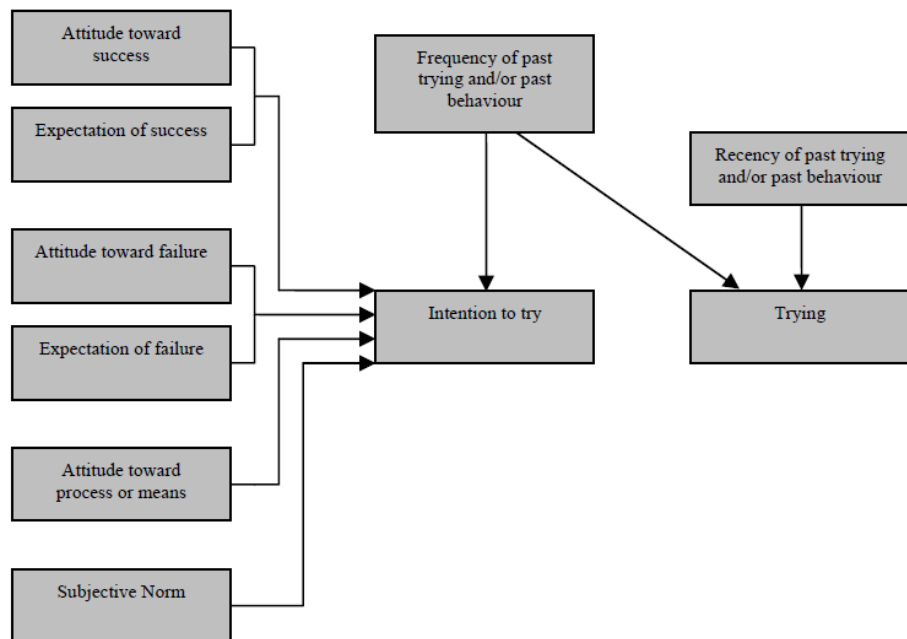 Attitude toward
success
Expectation of success
Attitude toward failure
Expectation of failure
Attitude toward
process or means
Subjective Norm
Frequency of past
trying and/or past
behaviour
Intention to try
Recency of past trying
and/or past behaviour
Trying